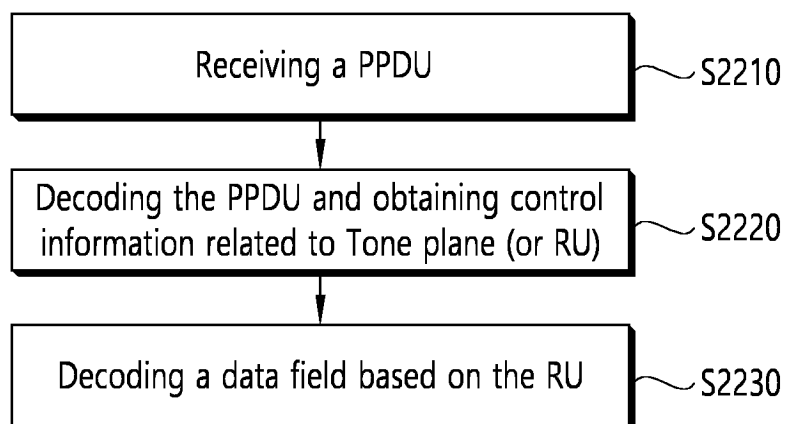 Receiving a PPDU
S2210
Decoding the PPDU and obtaining control
information related to Tone plane (or RU)
S2220
Decoding a data field based on the RU
S2230